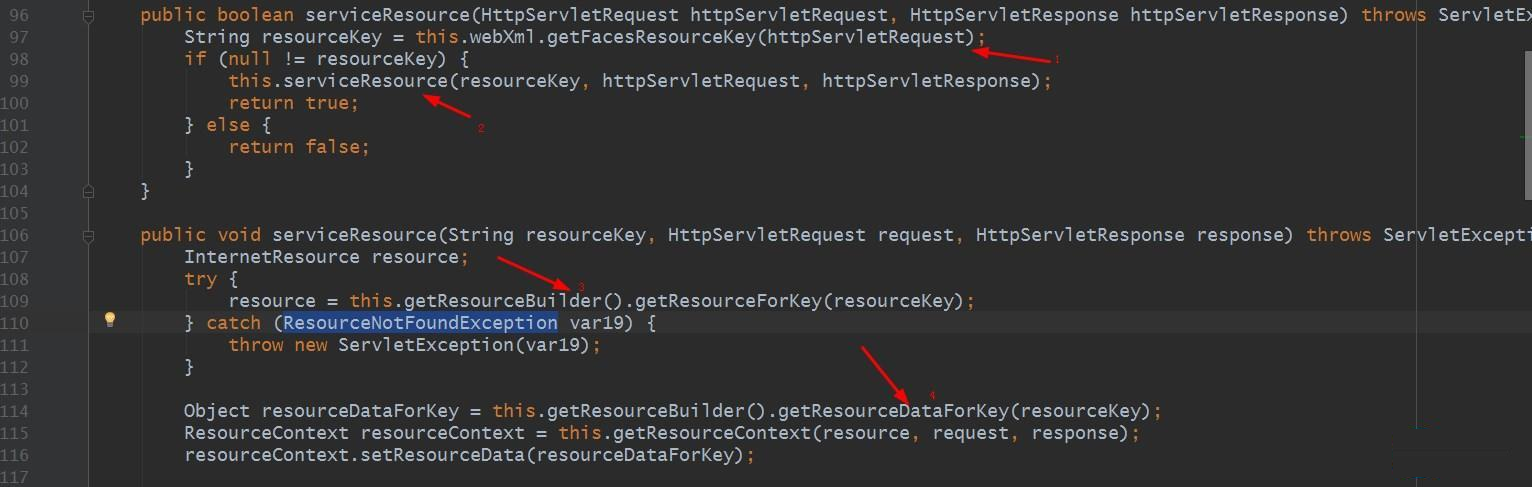 96 public boolean serviceResource(HttpServletRequest httpServletRequest, HttpServletResponse httpServletResponse) throws ServletEx
97 String resourceKey = this.webXml.getFacesResourceKey(httpServletRequest);
98 if (null != resourceKey) { 1
99 this.serviceResource(resourceKey, httpServletRequest, httpServletResponse);
100 return true;
101 } else { 2
102 return false;
103 }
104 }
105
106 public void serviceResource(String resourceKey, HttpServletRequest request, HttpServletResponse response) throws ServletExcepti
107 InternetResource resource;
108 try { 3
109 resource = this.getResourceBuilder().getResourceForKey(resourceKey);
110 } catch (ResourceNotFoundException var19) {
111 throw new ServletException(var19);
112 }
113 4
114 Object resourceDataForKey = this.getResourceBuilder().getResourceDataForKey(resourceKey);
115 ResourceContext resourceContext = this.getResourceContext(resource, request, response);
116 resourceContext.setResourceData(resourceDataForKey);
117